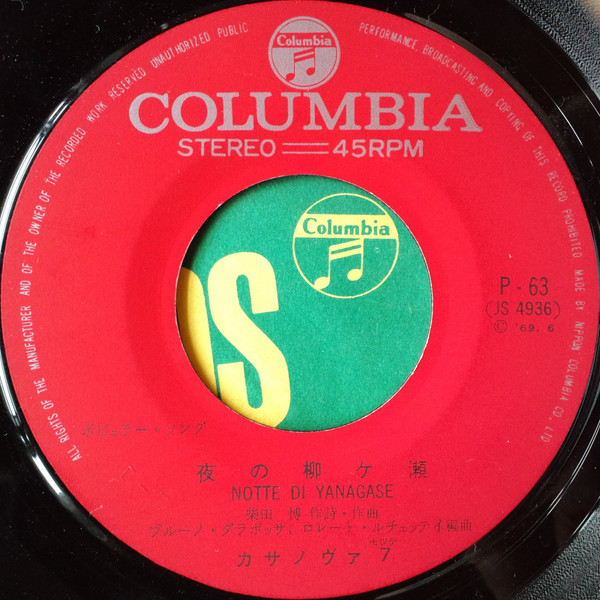 ALL RIGHTS OF THE MANUFACTURER AND OF THE OWNER OF THE RECORDED WORK RESERVED UNAUTHORIZED PUBLIC PERFORMANCE, BROADCASTING AND COPYING OF THIS RECORD PROHIBITED MADE BY NIPPON COLUMBIA CO LTD
Columbia
COLUMBIA
STEREO 45RPM
Columbia
OS
P - 63
(JS 4936)
© '69. 6
ポピュラー・ソング
夜の柳ケ瀬
NOTTE DI YANAGASE
柴田 博 作詩・作曲
ブルーノ・ダラボッサ、ロレート・ルチェッテイ編曲
カサノヴァ 7